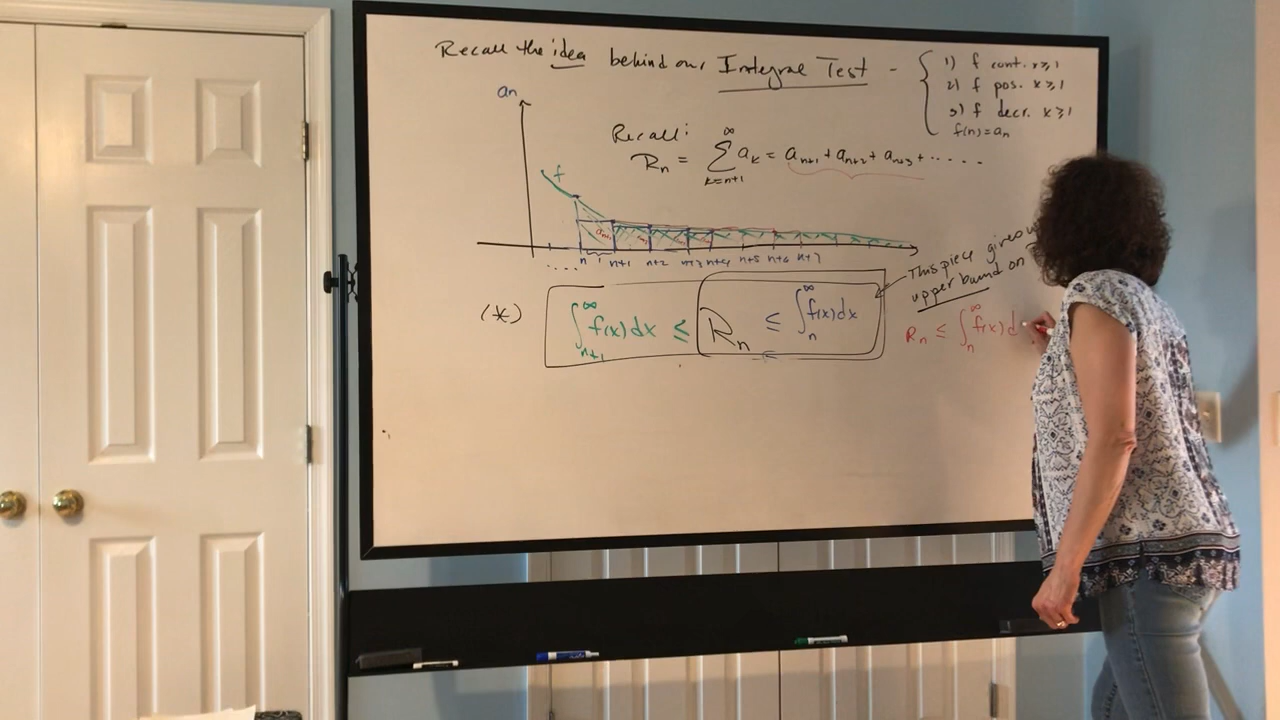 Recall the idea behind our Integral Test -
1) f cont. x≥1
2) f pos. x≥1
3) f decr. x≥1
f(n)=an
an
Recall:
Rn = ∑_{k=n+1}^{∞} ak = an+1 + an+2 + an+3 + .....
f
an+1
.... n n+1 n+2 n+3 n+4 n+5 n+6 n+7
This piece gives
upper bound on
(*) ∫_{n+1}^{∞} f(x)dx ≤ Rn ≤ ∫_{n}^{∞} f(x)dx
Rn ≤ ∫_{n}^{∞} f(x)d